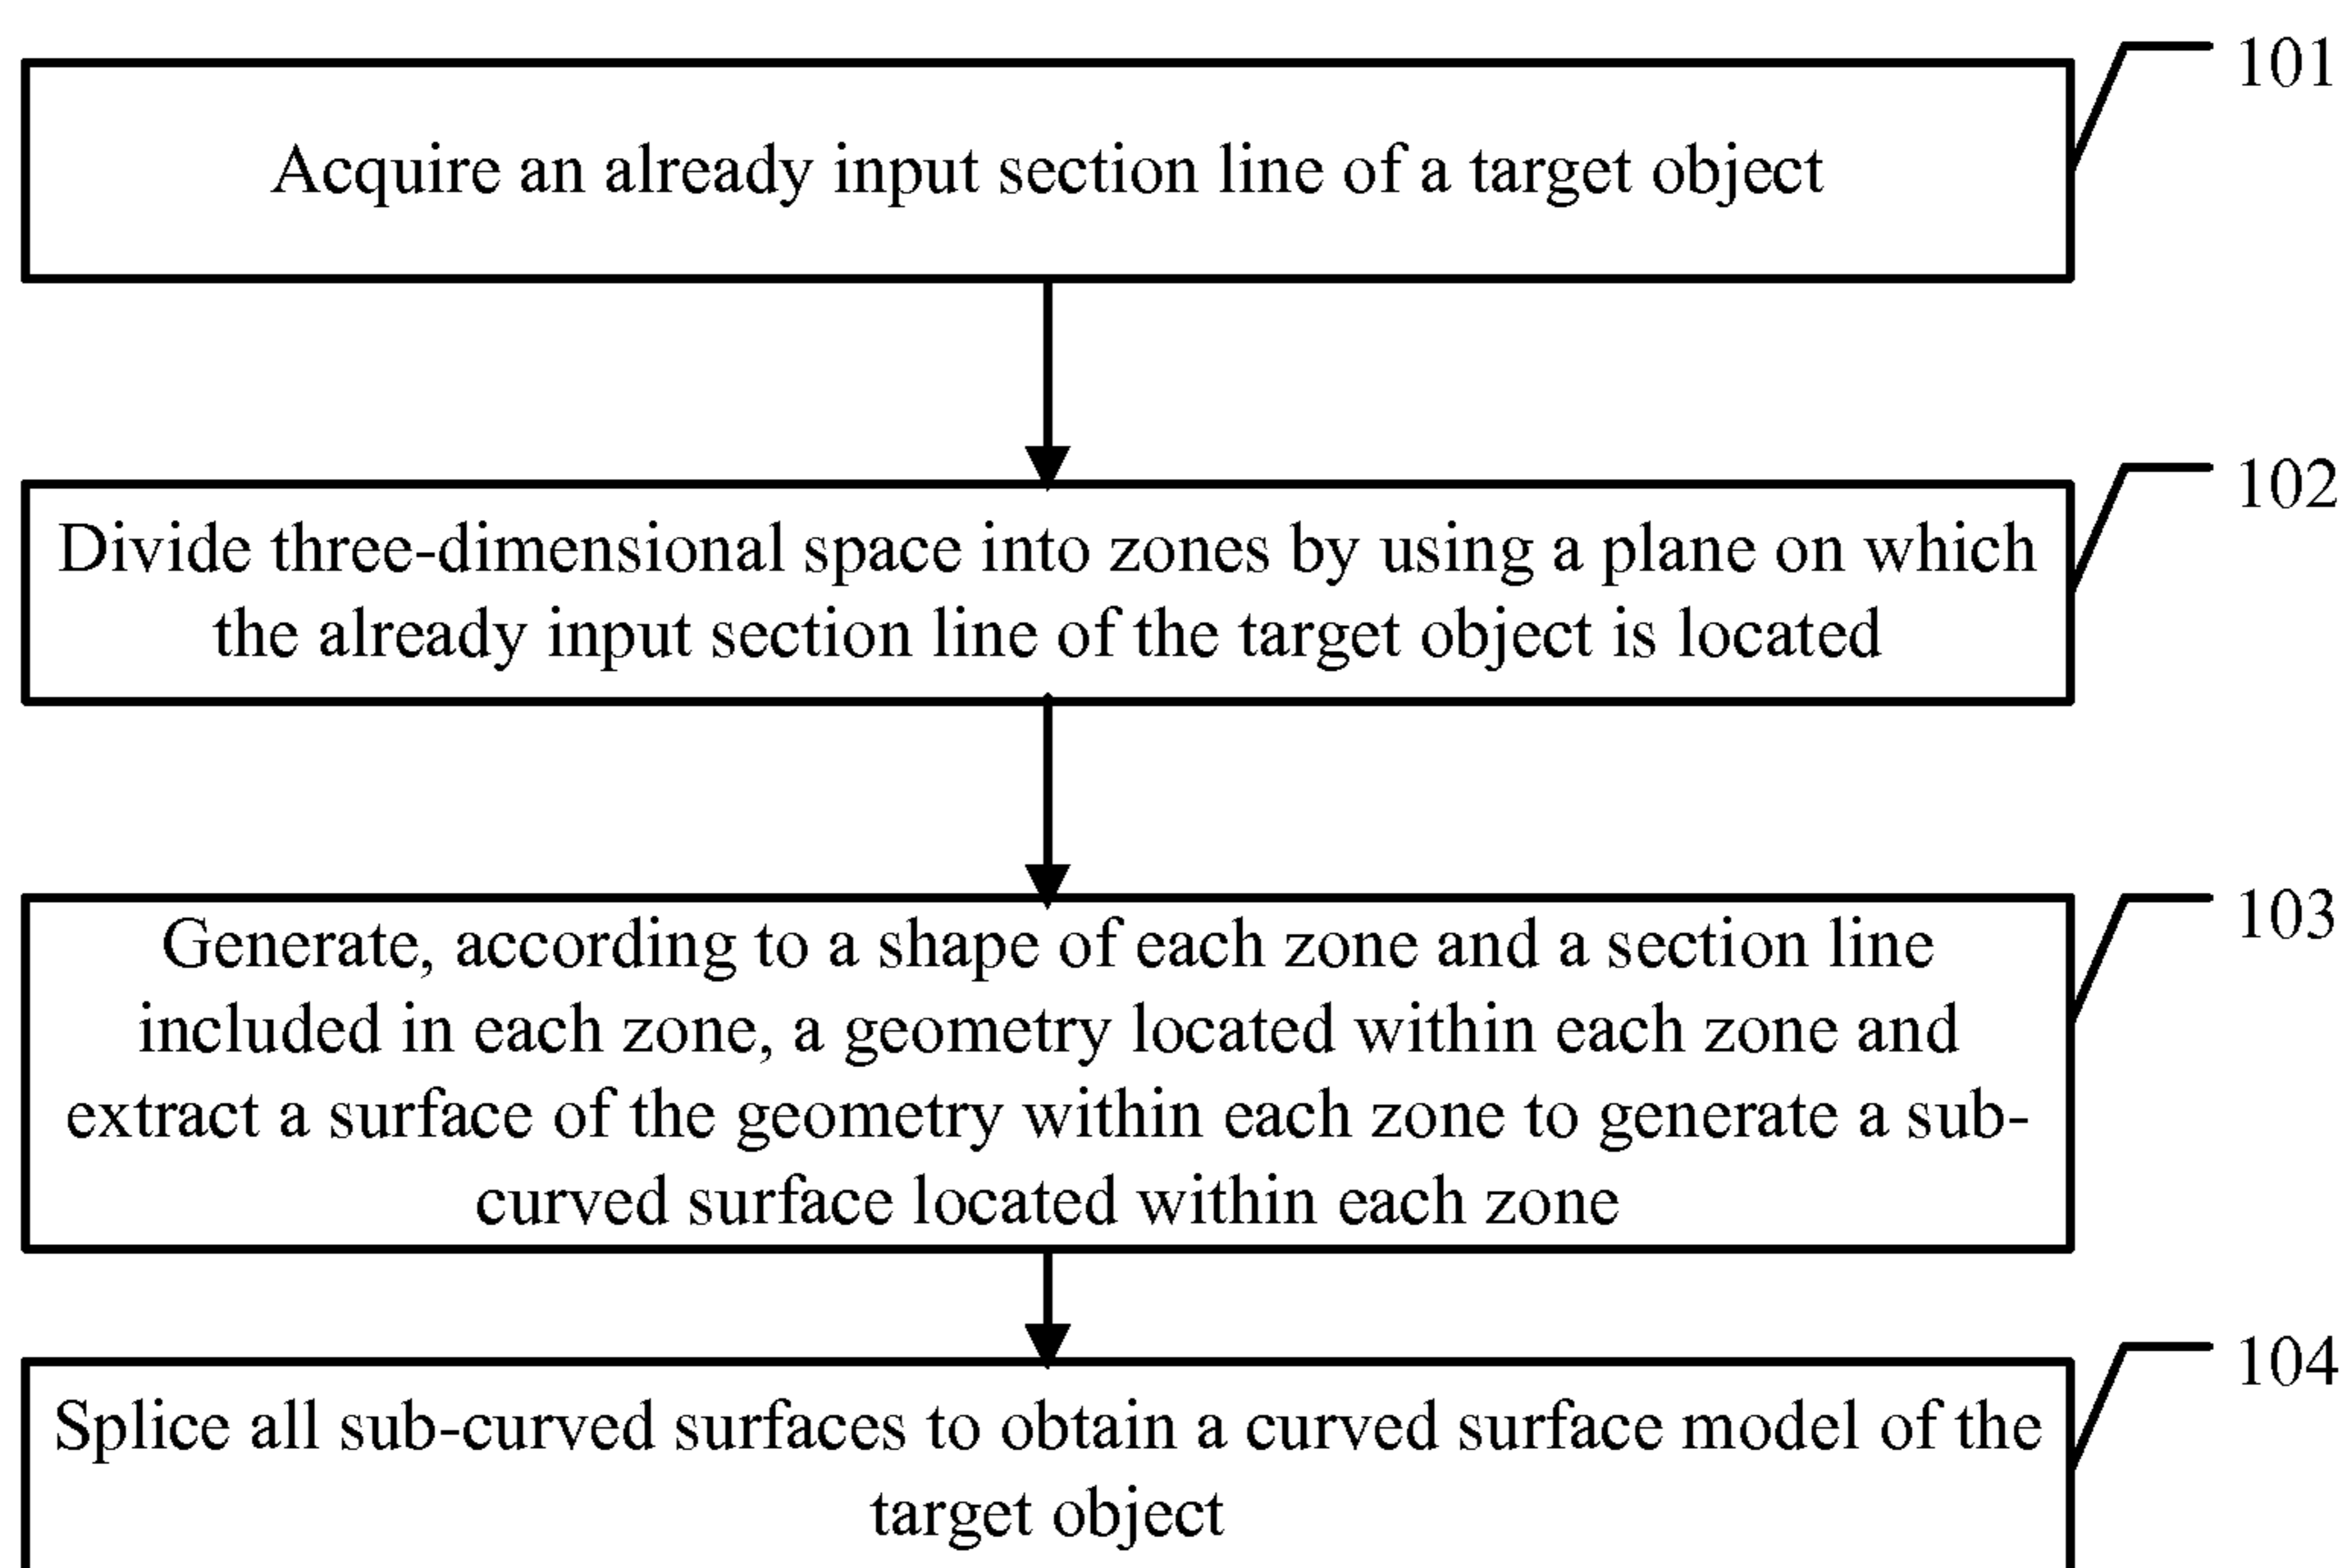 101
Acquire an already input section line of a target object
102
Divide three-dimensional space into zones by using a plane on which
the already input section line of the target object is located
103
Generate, according to a shape of each zone and a section line
included in each zone, a geometry located within each zone and
extract a surface of the geometry within each zone to generate a sub-
curved surface located within each zone
104
Splice all sub-curved surfaces to obtain a curved surface model of the
target object